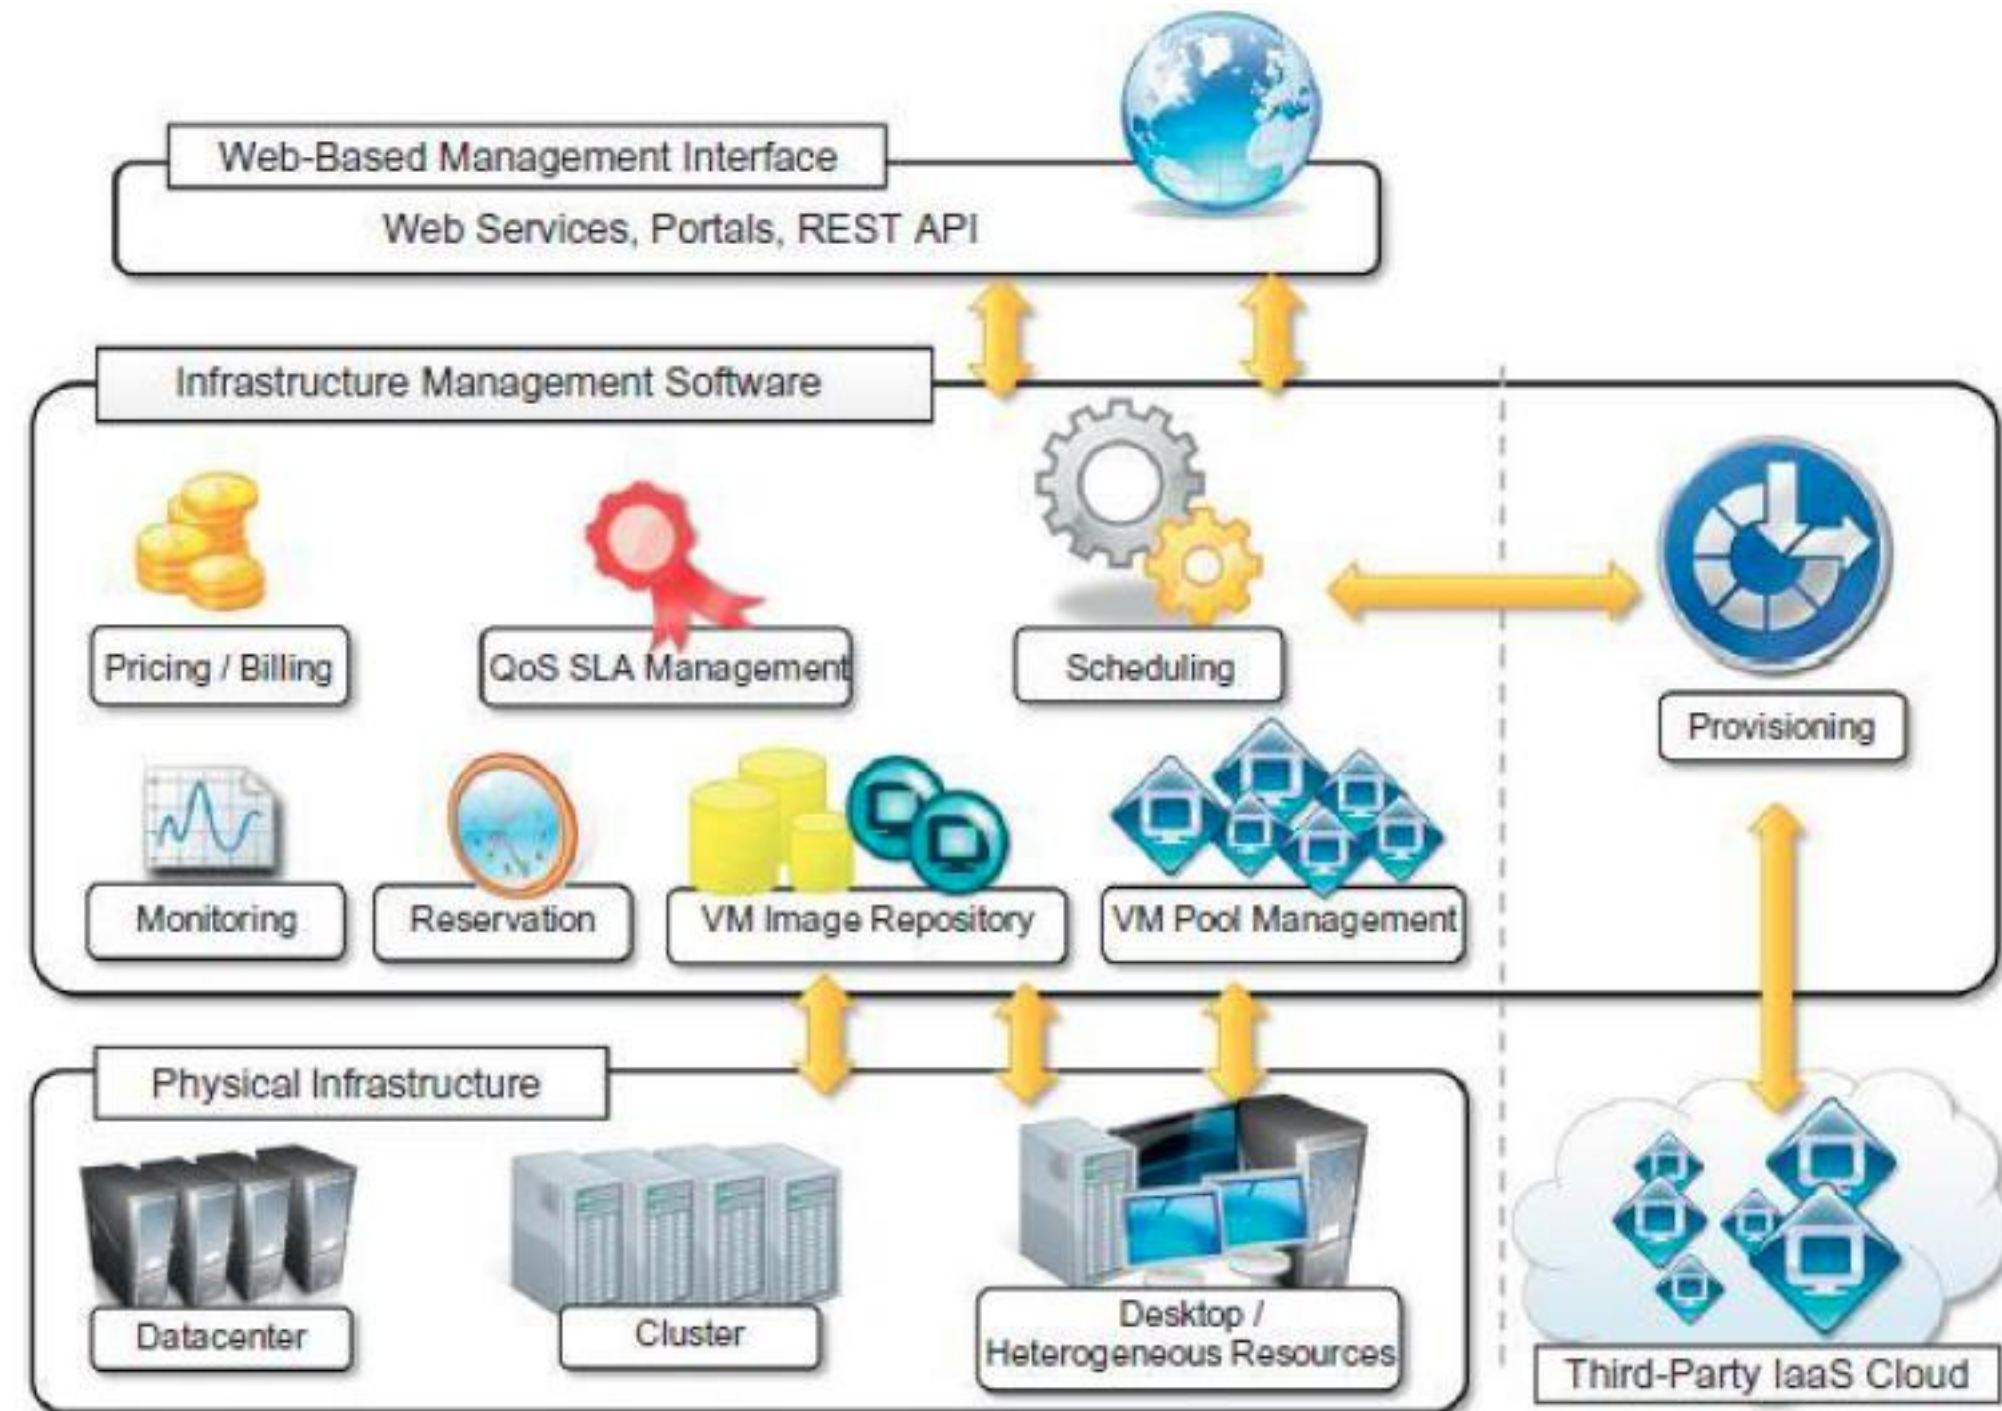 Web-Based Management Interface
Web Services, Portals, REST API
Infrastructure Management Software
Pricing / Billing
QoS SLA Management
Scheduling
Provisioning
Monitoring
Reservation
VM Image Repository
VM Pool Management
Physical Infrastructure
Datacenter
Cluster
Desktop /
Heterogeneous Resources
Third-Party IaaS Cloud